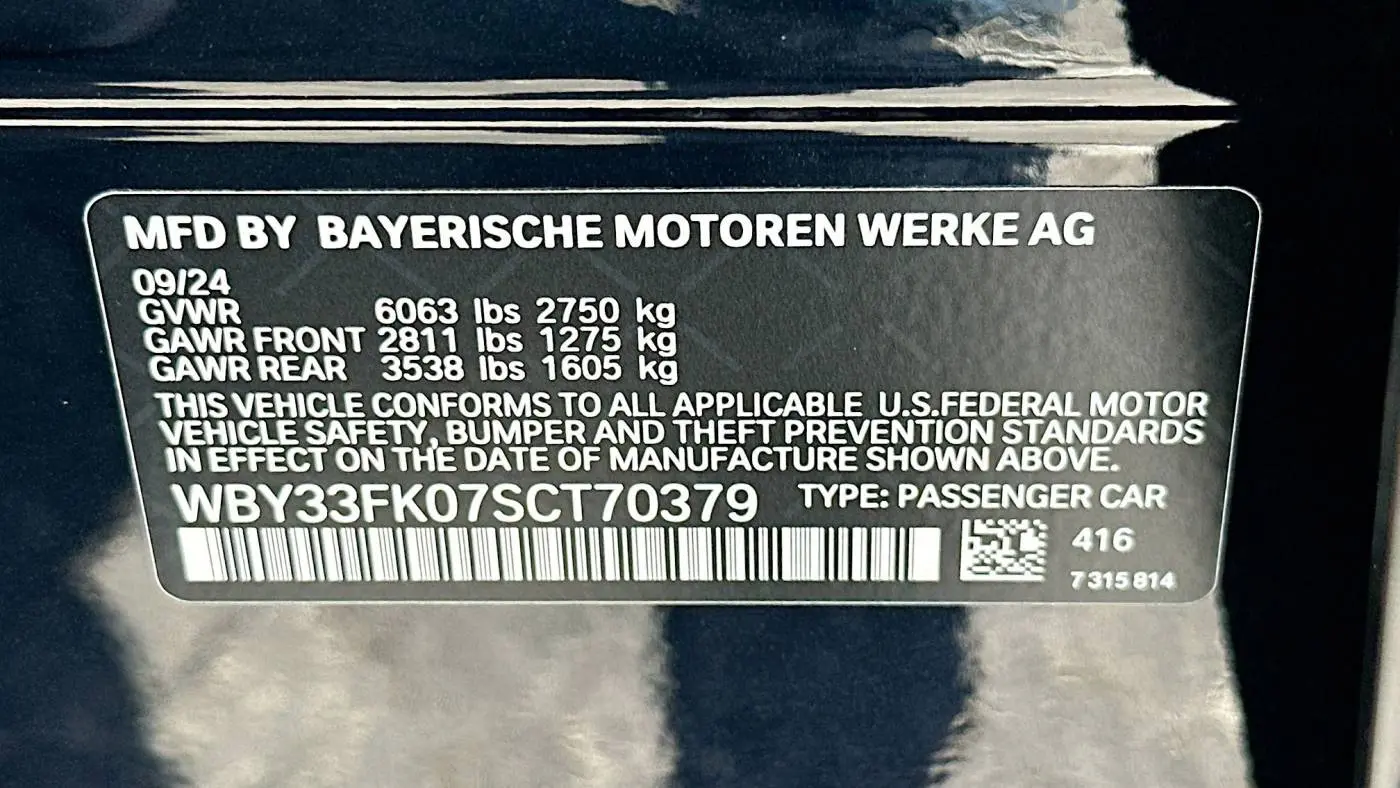 MFD BY BAYERISCHE MOTOREN WERKE AG
09/24
GVWR 6063 lbs 2750 kg
GAWR FRONT 2811 lbs 1275 kg
GAWR REAR 3538 lbs 1605 kg
THIS VEHICLE CONFORMS TO ALL APPLICABLE U.S.FEDERAL MOTOR
VEHICLE SAFETY, BUMPER AND THEFT PREVENTION STANDARDS
IN EFFECT ON THE DATE OF MANUFACTURE SHOWN ABOVE.
WBY33FK07SCT70379 TYPE: PASSENGER CAR
416
7 315 814